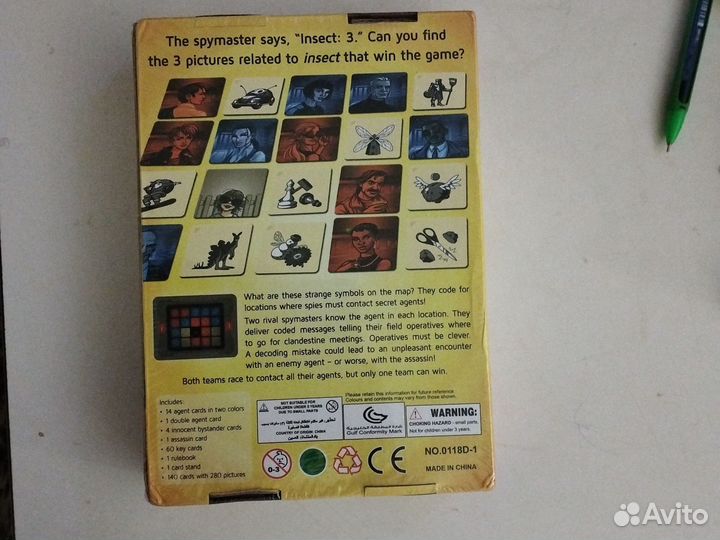 The spymaster says, "Insect: 3." Can you find
the 3 pictures related to insect that win the game?
What are these strange symbols on the map? They code for
locations where spies must contact secret agents!
Two rival spymasters know the agent in each location. They
deliver coded messages telling their field operatives where
to go for clandestine meetings. Operatives must be clever.
A decoding mistake could lead to an unpleasant encounter
with an enemy agent – or worse, with the assassin!
Both teams race to contact all their agents, but only one team can win.
Includes:
• 14 agent cards in two colors
• 1 double agent card
• 4 innocent bystander cards
• 1 assassin card
• 60 key cards
• 1 rulebook
• 1 card stand
• 140 cards with 280 pictures
NOT SUITABLE FOR
CHILDREN UNDER 3 YEARS
DUE TO SMALL PARTS
COUNTRY OF ORIGIN: CHINA
Please retain this information for future reference
Colours and contents may vary from those shown.
Gulf Conformity Mark
WARNING:
CHOKING HAZARD - small parts.
Not for children under 3 years.
0-3
CE
NO.0118D-1
MADE IN CHINA
Avito